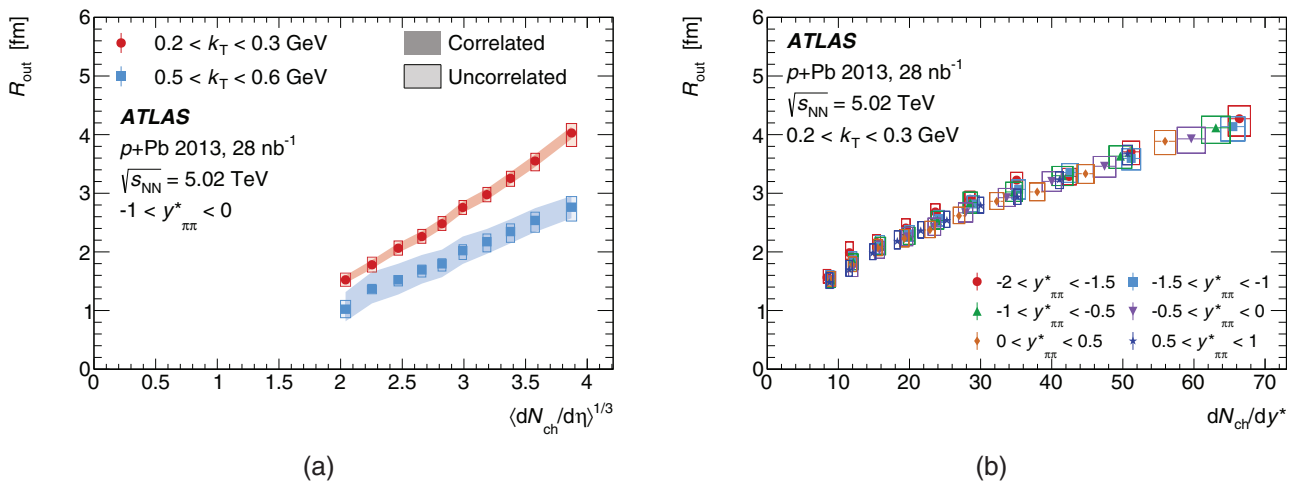 R_out [fm]
6
5
4
3
2
1
0
0.2 < k_T < 0.3 GeV
0.5 < k_T < 0.6 GeV
Correlated
Uncorrelated
ATLAS
p+Pb 2013, 28 nb⁻¹
√s_NN = 5.02 TeV
-1 < y*_ππ < 0
0 0.5 1 1.5 2 2.5 3 3.5 4
⟨dN_ch/dη⟩^1/3
(a)
R_out [fm]
6
5
4
3
2
1
0
ATLAS
p+Pb 2013, 28 nb⁻¹
√s_NN = 5.02 TeV
0.2 < k_T < 0.3 GeV
-2 < y*_ππ < -1.5 -1.5 < y*_ππ < -1
-1 < y*_ππ < -0.5 -0.5 < y*_ππ < 0
0 < y*_ππ < 0.5 0.5 < y*_ππ < 1
0 10 20 30 40 50 60 70
dN_ch/dy*
(b)